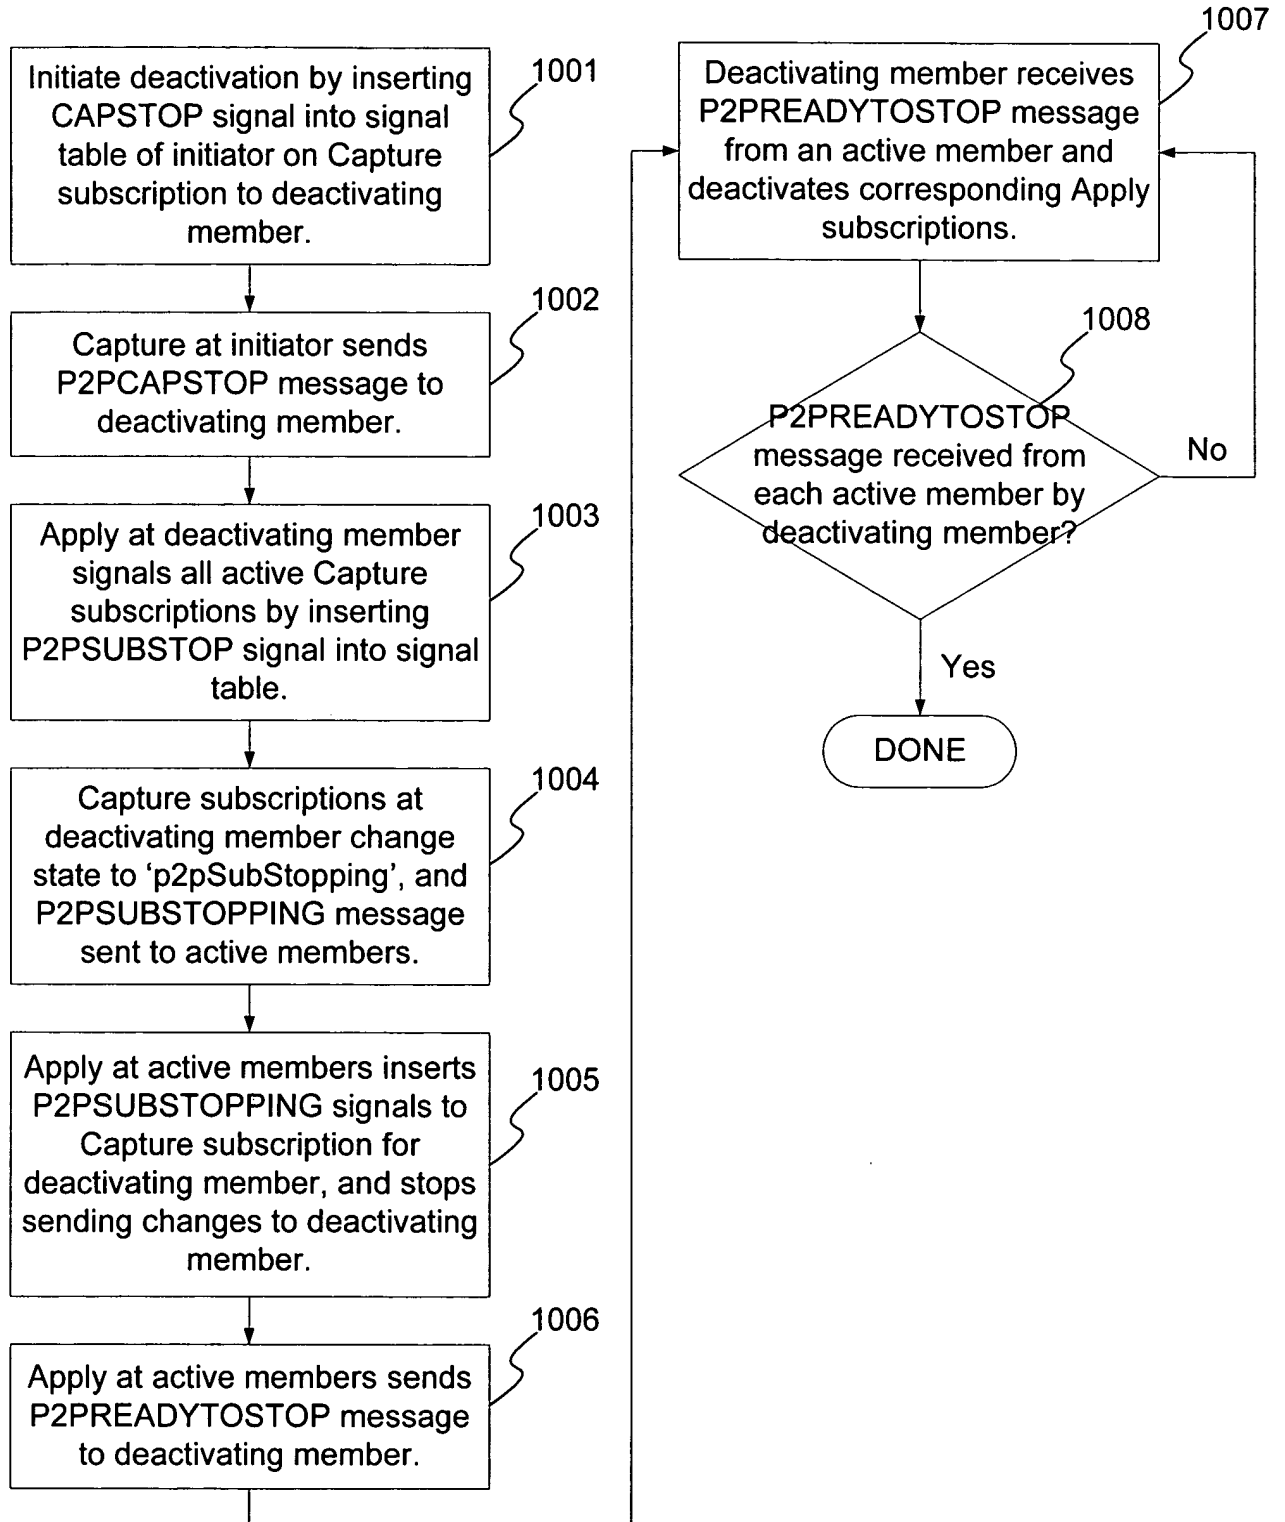 Initiate deactivation by inserting
CAPSTOP signal into signal
table of initiator on Capture
subscription to deactivating
member.
1001
Capture at initiator sends
P2PCAPSTOP message to
deactivating member.
1002
Apply at deactivating member
signals all active Capture
subscriptions by inserting
P2PSUBSTOP signal into signal
table.
1003
Capture subscriptions at
deactivating member change
state to ‘p2pSubStopping’, and
P2PSUBSTOPPING message
sent to active members.
1004
Apply at active members inserts
P2PSUBSTOPPING signals to
Capture subscription for
deactivating member, and stops
sending changes to deactivating
member.
1005
Apply at active members sends
P2PREADYTOSTOP message
to deactivating member.
1006
Deactivating member receives
P2PREADYTOSTOP message
from an active member and
deactivates corresponding Apply
subscriptions.
1007
P2PREADYTOSTOP
message received from
each active member by
deactivating member?
1008
No
Yes
DONE